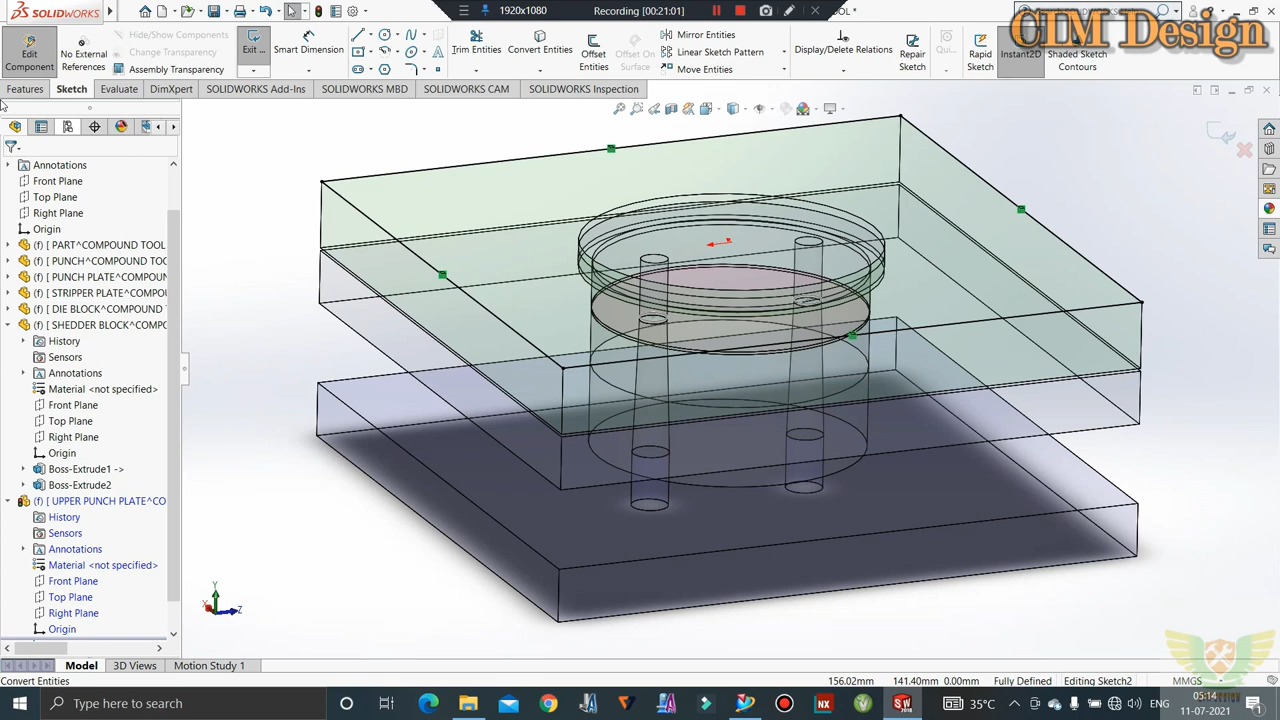 SOLIDWORKS
1920x1080
Recording [00:21:01]
OL *
CIM Design
Edit Component
No External References
Hide/Show Components
Change Transparency
Assembly Transparency
Exit ...
Smart Dimension
Trim Entities
Convert Entities
Offset Entities
Offset On Surface
Mirror Entities
Linear Sketch Pattern
Move Entities
Display/Delete Relations
Repair Sketch
Qui...
Rapid Sketch
Instant2D
Shaded Sketch Contours
Features
Sketch
Evaluate
DimXpert
SOLIDWORKS Add-Ins
SOLIDWORKS MBD
SOLIDWORKS CAM
SOLIDWORKS Inspection
Annotations
Front Plane
Top Plane
Right Plane
Origin
(f) [ PART^COMPOUND TOOL
(f) [ PUNCH^COMPOUND TOO
(f) [ PUNCH PLATE^COMPOUN
(f) [ STRIPPER PLATE^COMPOU
(f) [ DIE BLOCK^COMPOUND T
(f) [ SHEDDER BLOCK^COMPO
History
Sensors
Annotations
Material <not specified>
Front Plane
Top Plane
Right Plane
Origin
Boss-Extrude1 ->
Boss-Extrude2
(f) [ UPPER PUNCH PLATE^CO
History
Sensors
Annotations
Material <not specified>
Front Plane
Top Plane
Right Plane
Origin
Y
X
Z
Model
3D Views
Motion Study 1
Convert Entities
156.02mm
141.40mm
0.00mm
Fully Defined
Editing Sketch2
MMGS
Type here to search
NX
SW
2018
35°C
ENG
05:14
11-07-2021